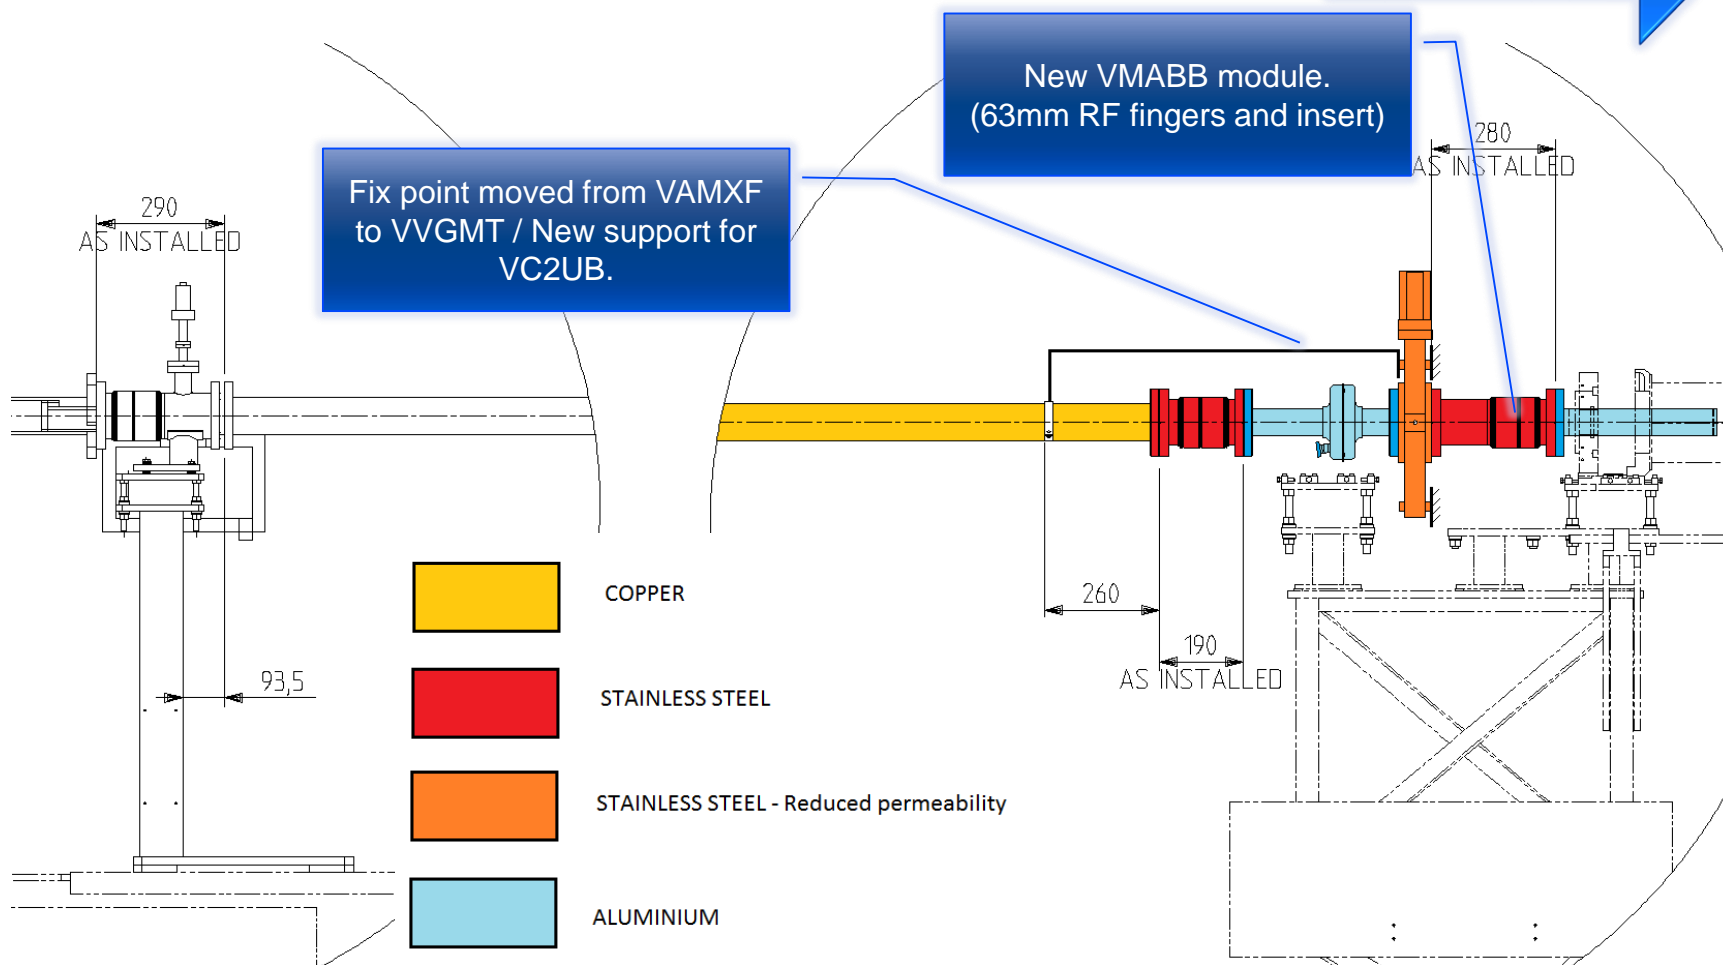 New VMABB module.
(63mm RF fingers and insert)
280
AS INSTALLED
Fix point moved from VAMXF
to VVGMT / New support for
VC2UB.
290
AS INSTALLED
260
190
AS INSTALLED
93,5
COPPER
STAINLESS STEEL
STAINLESS STEEL - Reduced permeability
ALUMINIUM